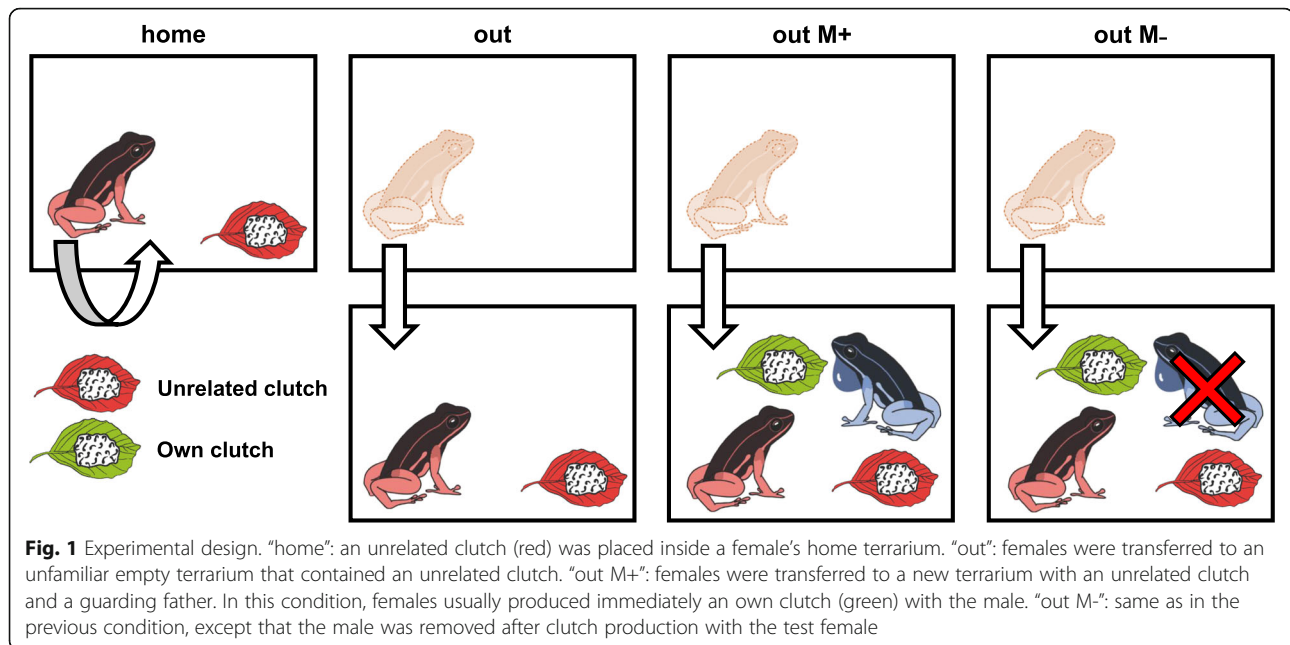 home
out
out M+
out M-
Unrelated clutch
Own clutch
Fig. 1 Experimental design. “home”: an unrelated clutch (red) was placed inside a female’s home terrarium. “out”: females were transferred to an
unfamiliar empty terrarium that contained an unrelated clutch. “out M+”: females were transferred to a new terrarium with an unrelated clutch
and a guarding father. In this condition, females usually produced immediately an own clutch (green) with the male. “out M-”: same as in the
previous condition, except that the male was removed after clutch production with the test female